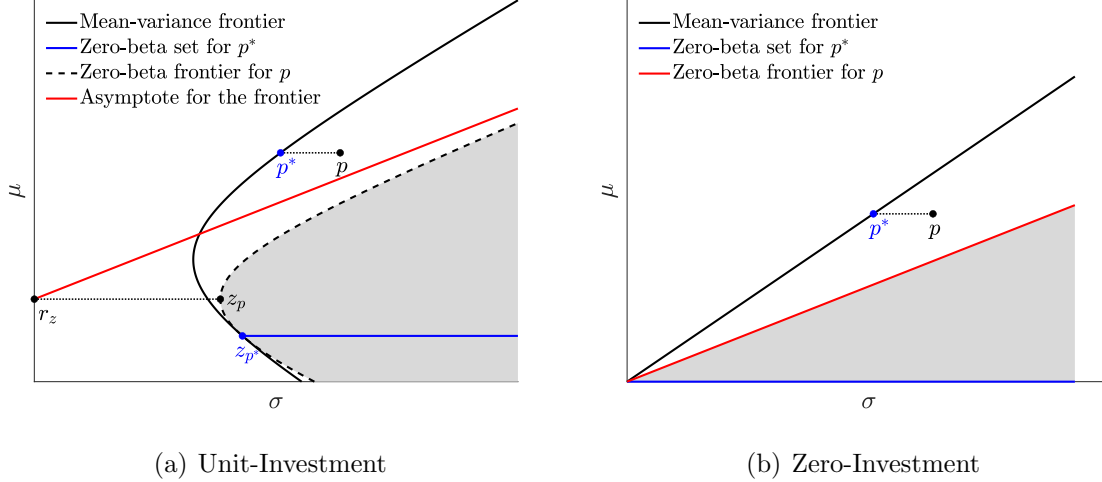 Mean-variance frontier
Zero-beta set for p*
Zero-beta frontier for p
Asymptote for the frontier
p*
p
z_p
r_z
z_{p*}
μ
σ
(a) Unit-Investment
Mean-variance frontier
Zero-beta set for p*
Zero-beta frontier for p
p*
p
μ
σ
(b) Zero-Investment